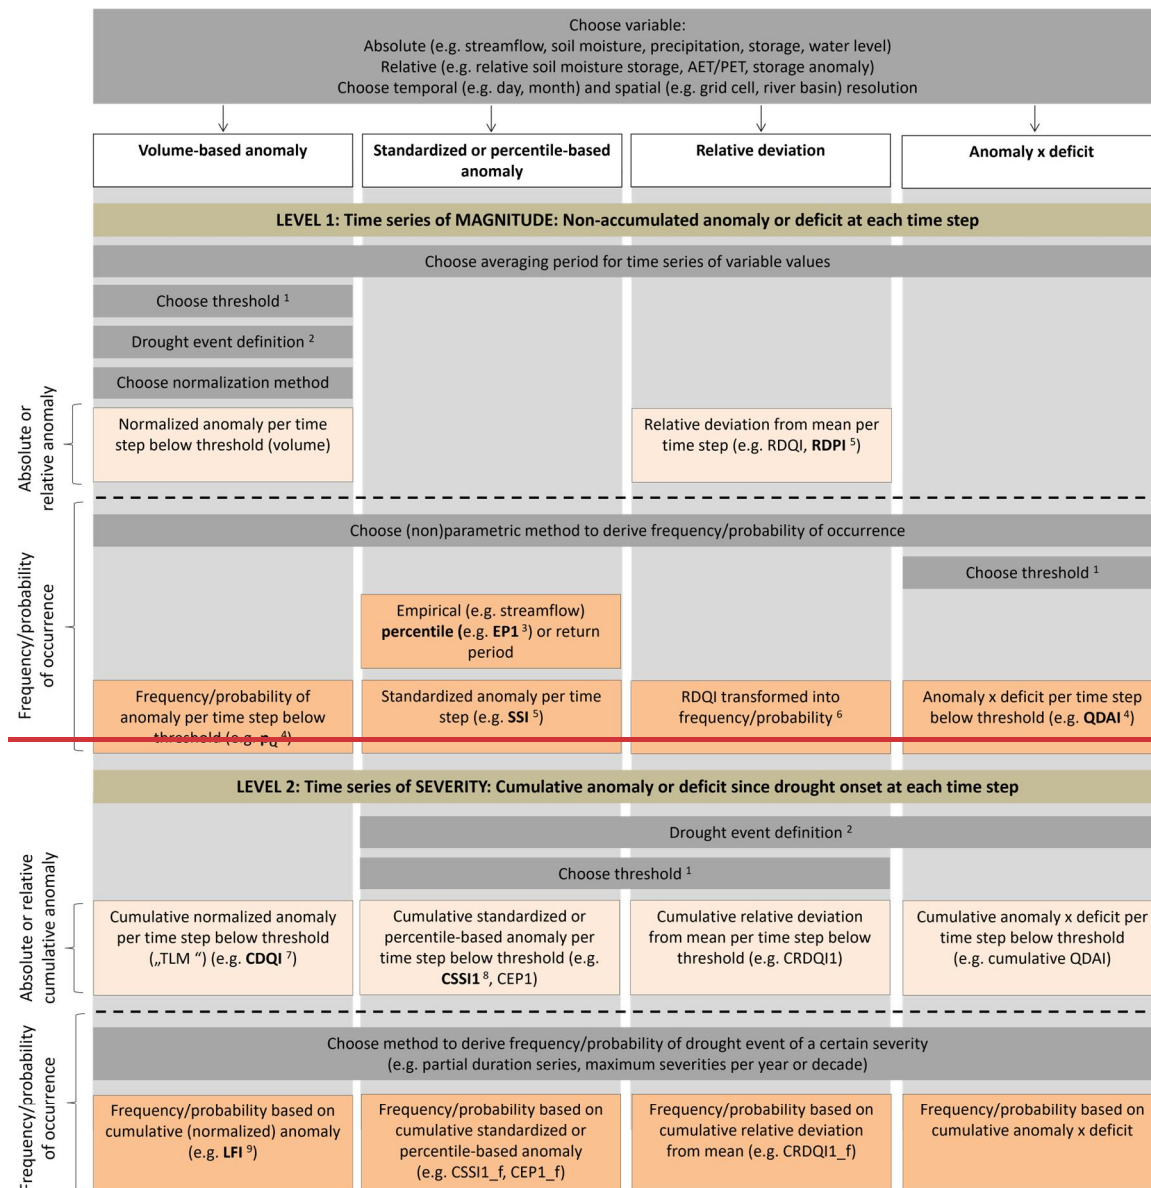 Choose variable:
Absolute (e.g. streamflow, soil moisture, precipitation, storage, water level)
Relative (e.g. relative soil moisture storage, AET/PET, storage anomaly)
Choose temporal (e.g. day, month) and spatial (e.g. grid cell, river basin) resolution
Volume-based anomaly
Standardized or percentile-based
anomaly
Relative deviation
Anomaly x deficit
LEVEL 1: Time series of MAGNITUDE: Non-accumulated anomaly or deficit at each time step
Choose averaging period for time series of variable values
Choose threshold 1
Drought event definition 2
Choose normalization method
Absolute or
relative anomaly
Normalized anomaly per time
step below threshold (volume)
Relative deviation from mean per
time step (e.g. RDQI, RDPI 5)
Choose (non)parametric method to derive frequency/probability of occurrence
Choose threshold 1
Frequency/probability
of occurrence
Empirical (e.g. streamflow)
percentile (e.g. EP1 3) or return
period
Frequency/probability of
anomaly per time step below
threshold (e.g. pQ 4)
Standardized anomaly per time
step (e.g. SSI 5)
RDQI transformed into
frequency/probability 6
Anomaly x deficit per time step
below threshold (e.g. QDAI 4)
LEVEL 2: Time series of SEVERITY: Cumulative anomaly or deficit since drought onset at each time step
Drought event definition 2
Choose threshold 1
Absolute or relative
cumulative anomaly
Cumulative normalized anomaly
per time step below threshold
(„TLM “) (e.g. CDQI 7)
Cumulative standardized or
percentile-based anomaly per
time step below threshold (e.g.
CSSI1 8, CEP1)
Cumulative relative deviation
from mean per time step below
threshold (e.g. CRDQI1)
Cumulative anomaly x deficit per
time step below threshold
(e.g. cumulative QDAI)
Choose method to derive frequency/probability of drought event of a certain severity
(e.g. partial duration series, maximum severities per year or decade)
Frequency/probability
of occurrence
Frequency/probability based on
cumulative (normalized) anomaly
(e.g. LFI 9)
Frequency/probability based on
cumulative standardized or
percentile-based anomaly
(e.g. CSSI1_f, CEP1_f)
Frequency/probability based on
cumulative relative deviation
from mean (e.g. CRDQI1_f)
Frequency/probability based on
cumulative anomaly x deficit